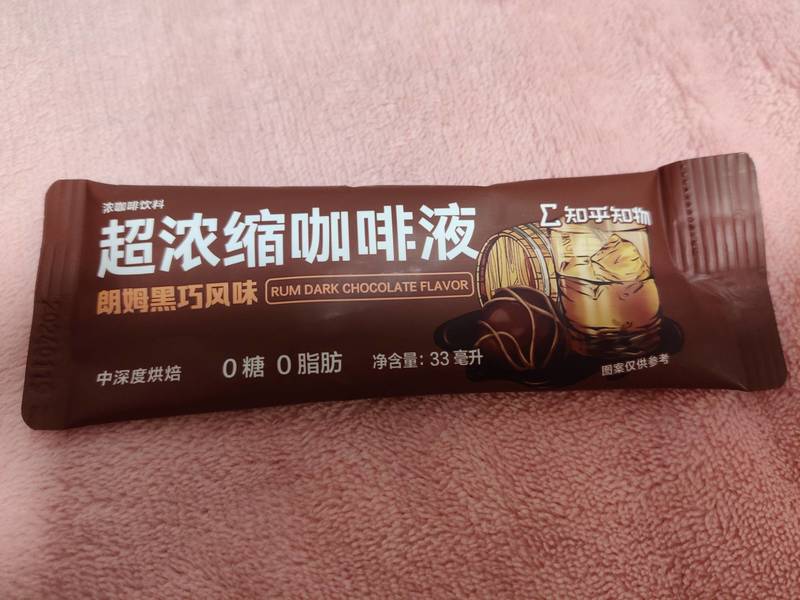 浓咖啡饮料
超浓缩咖啡液
知乎知物
朗姆黑巧风味
RUM DARK CHOCOLATE FLAVOR
中深度烘焙
0糖 0脂肪
净含量：33毫升
图案仅供参考